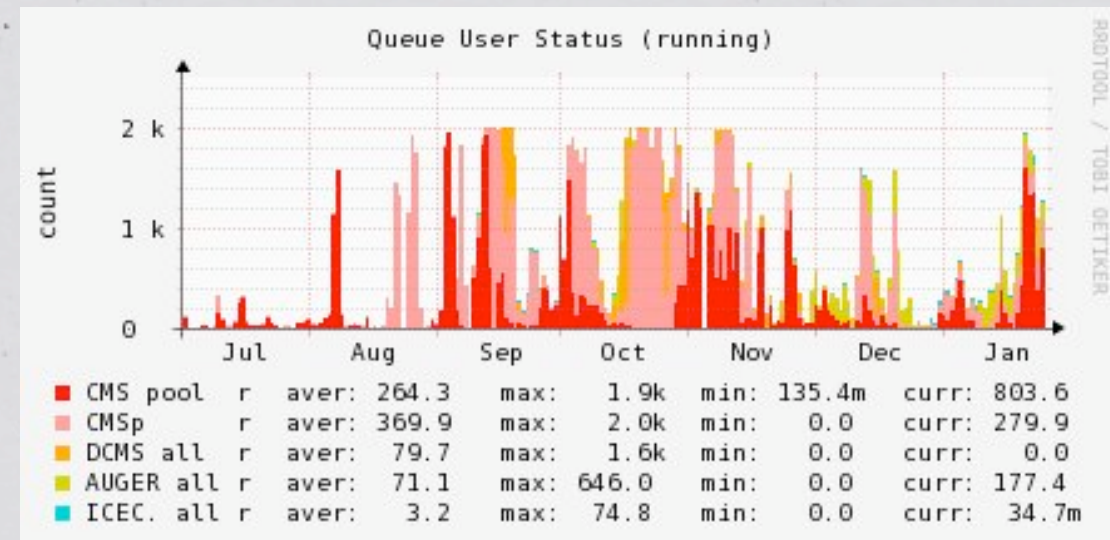 Queue User Status (running)
RRDTOOL / TOBI OETIKER
count
2 k
1 k
0
Jul Aug Sep Oct Nov Dec Jan
CMS pool r aver: 264.3 max: 1.9k min: 135.4m curr: 803.6
CMSp r aver: 369.9 max: 2.0k min: 0.0 curr: 279.9
DCMS all r aver: 79.7 max: 1.6k min: 0.0 curr: 0.0
AUGER all r aver: 71.1 max: 646.0 min: 0.0 curr: 177.4
ICEC. all r aver: 3.2 max: 74.8 min: 0.0 curr: 34.7m